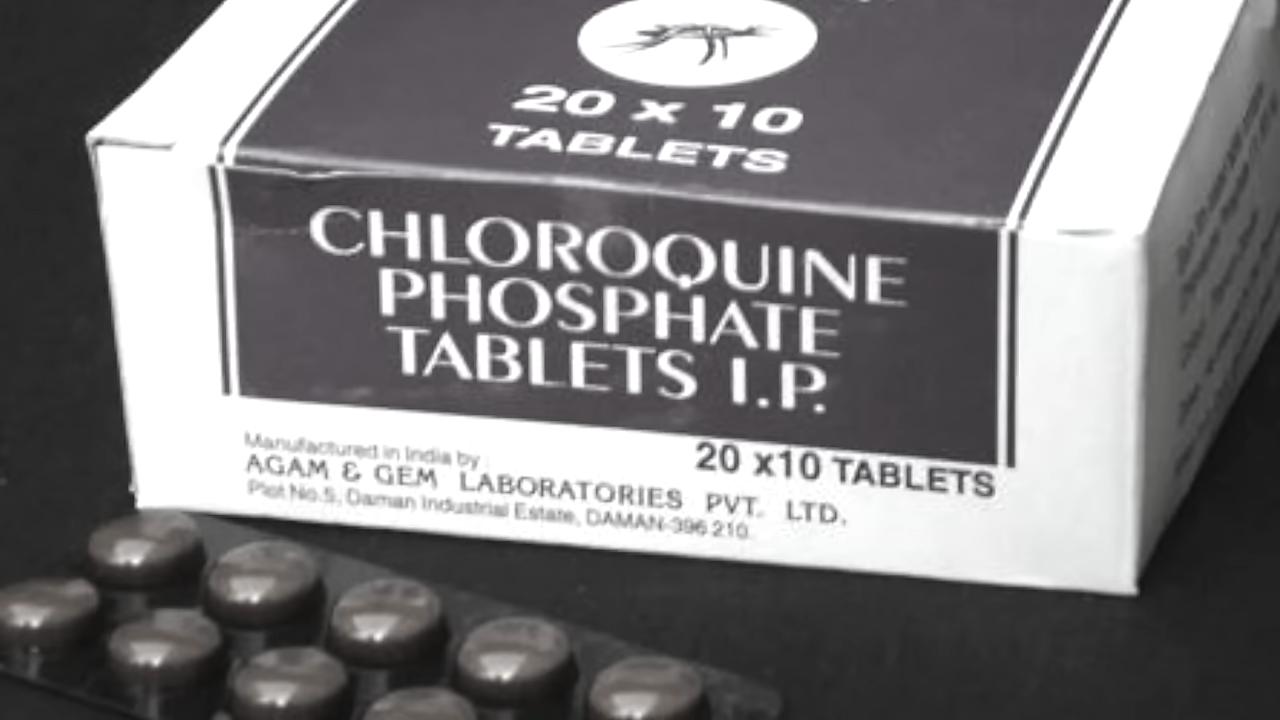 20 x 10
TABLETS
CHLOROQUINE
PHOSPHATE
TABLETS I.P.
20 x10 TABLETS
Manufactured in India by
AGAM & GEM LABORATORIES PVT. LTD.
Plot No.5, Daman Industrial Estate, DAMAN-396 210.